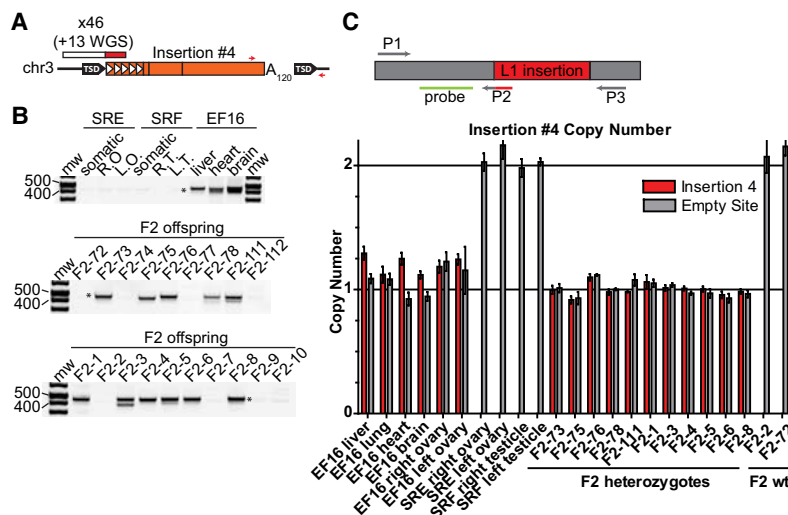 A
x46
(+13 WGS)
Insertion #4
chr3
TSD
A120
TSD
B
SRE
SRF
EF16
mw
somatic
R.O.
L.O.
somatic
R.T.
L.T.
liver
heart
brain
mw
500
400
*
F2 offspring
mw
F2-72
F2-73
F2-74
F2-75
F2-76
F2-77
F2-78
F2-111
F2-112
500
400
*
F2 offspring
mw
F2-1
F2-2
F2-3
F2-4
F2-5
F2-6
F2-7
F2-8
F2-9
F2-10
500
400
*
C
P1
L1 insertion
probe
P2
P3
Insertion #4 Copy Number
Insertion 4
Empty Site
Copy Number
2
1
0
EF16 liver
EF16 lung
EF16 heart
EF16 brain
EF16 right ovary
EF16 left ovary
SRE right ovary
SRE left ovary
SRF right testicle
SRF left testicle
F2-73
F2-75
F2-76
F2-78
F2-111
F2-1
F2-3
F2-4
F2-5
F2-6
F2-8
F2-2
F2-72
F2 heterozygotes
F2 wt